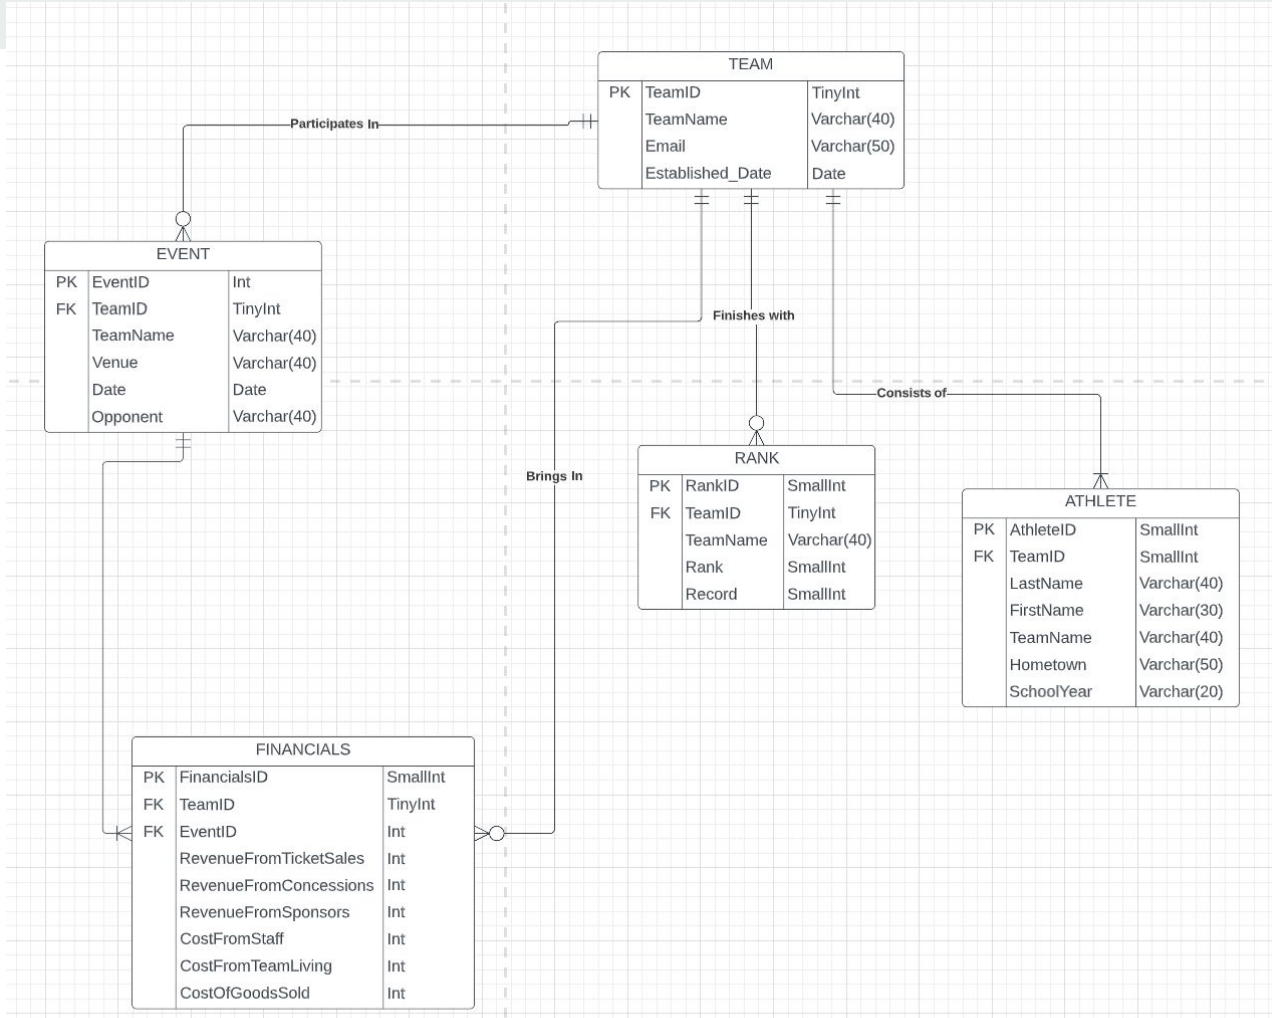 TEAM
PK TeamID TinyInt
TeamName Varchar(40)
Email Varchar(50)
Established_Date Date
Participates In
EVENT
PK EventID Int
FK TeamID TinyInt
TeamName Varchar(40)
Venue Varchar(40)
Date Date
Opponent Varchar(40)
Finishes with
Consists of
Brings In
RANK
PK RankID SmallInt
FK TeamID TinyInt
TeamName Varchar(40)
Rank SmallInt
Record SmallInt
ATHLETE
PK AthleteID SmallInt
FK TeamID SmallInt
LastName Varchar(40)
FirstName Varchar(30)
TeamName Varchar(40)
Hometown Varchar(50)
SchoolYear Varchar(20)
FINANCIALS
PK FinancialsID SmallInt
FK TeamID TinyInt
FK EventID Int
RevenueFromTicketSales Int
RevenueFromConcessions Int
RevenueFromSponsors Int
CostFromStaff Int
CostFromTeamLiving Int
CostOfGoodsSold Int